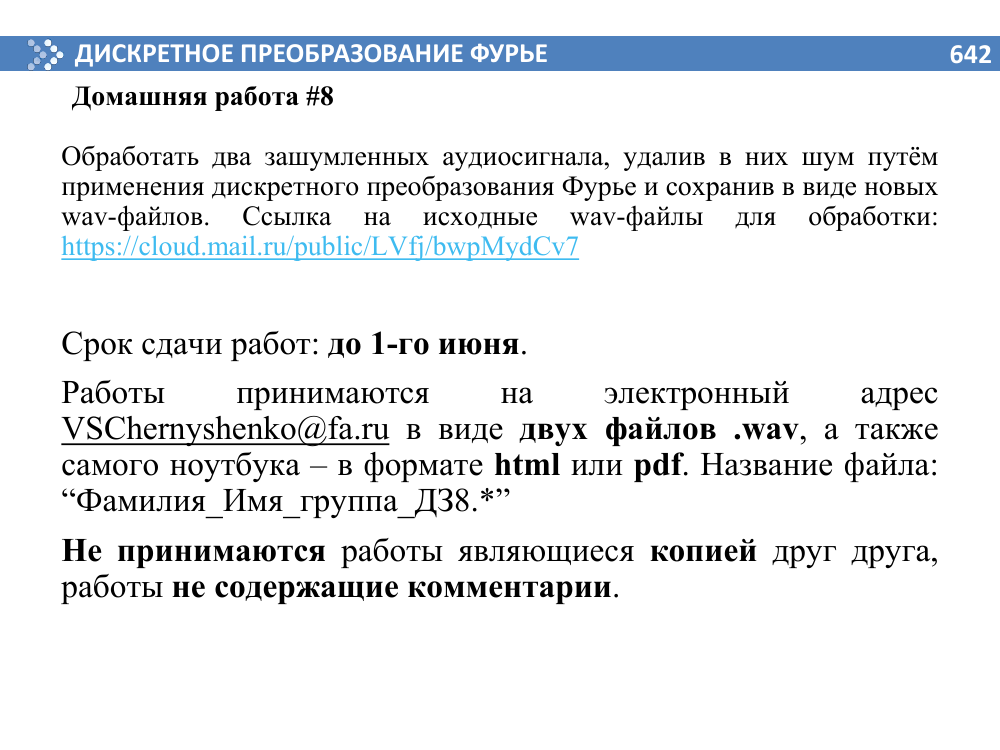 ДИСКРЕТНОЕ ПРЕОБРАЗОВАНИЕ ФУРЬЕ 642
Домашняя работа #8
Обработать два зашумленных аудиосигнала, удалив в них шум путём
применения дискретного преобразования Фурье и сохранив в виде новых
wav-файлов. Ссылка на исходные wav-файлы для обработки:
https://cloud.mail.ru/public/LVfj/bwpMydCv7
Срок сдачи работ: до 1-го июня.
Работы принимаются на электронный адрес
VSChernyshenko@fa.ru в виде двух файлов .wav, а также
самого ноутбука – в формате html или pdf. Название файла:
“Фамилия_Имя_группа_ДЗ8.*”
Не принимаются работы являющиеся копией друг друга,
работы не содержащие комментарии.